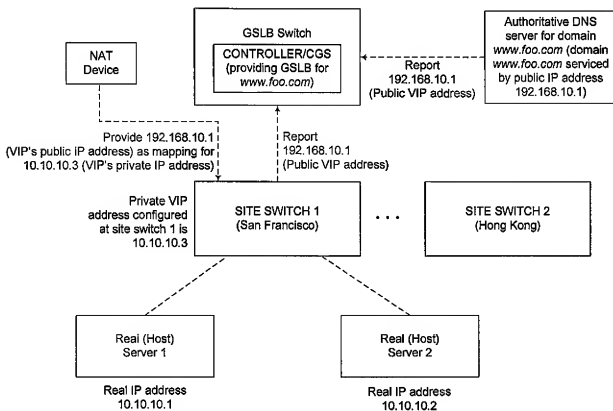 GSLB Switch
CONTROLLER/CGS
(providing GSLB for
www.foo.com)
NAT
Device
Authoritative DNS
server for domain
www.foo.com (domain
www.foo.com serviced
by public IP address
192.168.10.1)
Report
192.168.10.1
(Public VIP address)
Provide 192.168.10.1
(VIP's public IP address) as mapping for
10.10.10.3 (VIP's private IP address)
Report
192.168.10.1
(Public VIP address)
Private VIP
address configured
at site switch 1 is
10.10.10.3
SITE SWITCH 1
(San Francisco)
. . .
SITE SWITCH 2
(Hong Kong)
Real (Host)
Server 1
Real (Host)
Server 2
Real IP address
10.10.10.1
Real IP address
10.10.10.2